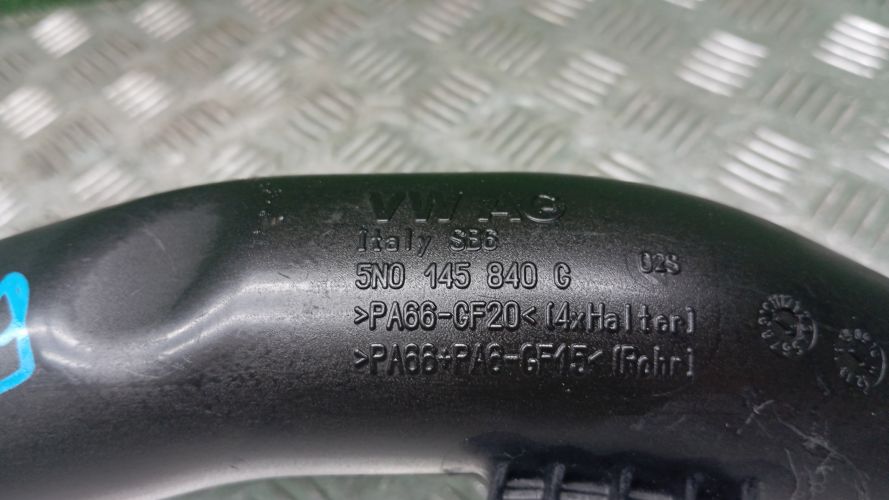 VW AG
Italy SB6
5N0 145 840 G
02S
>PA66-GF20< (4xHalter)
>PA66+PA6-GF15< (Rohr)